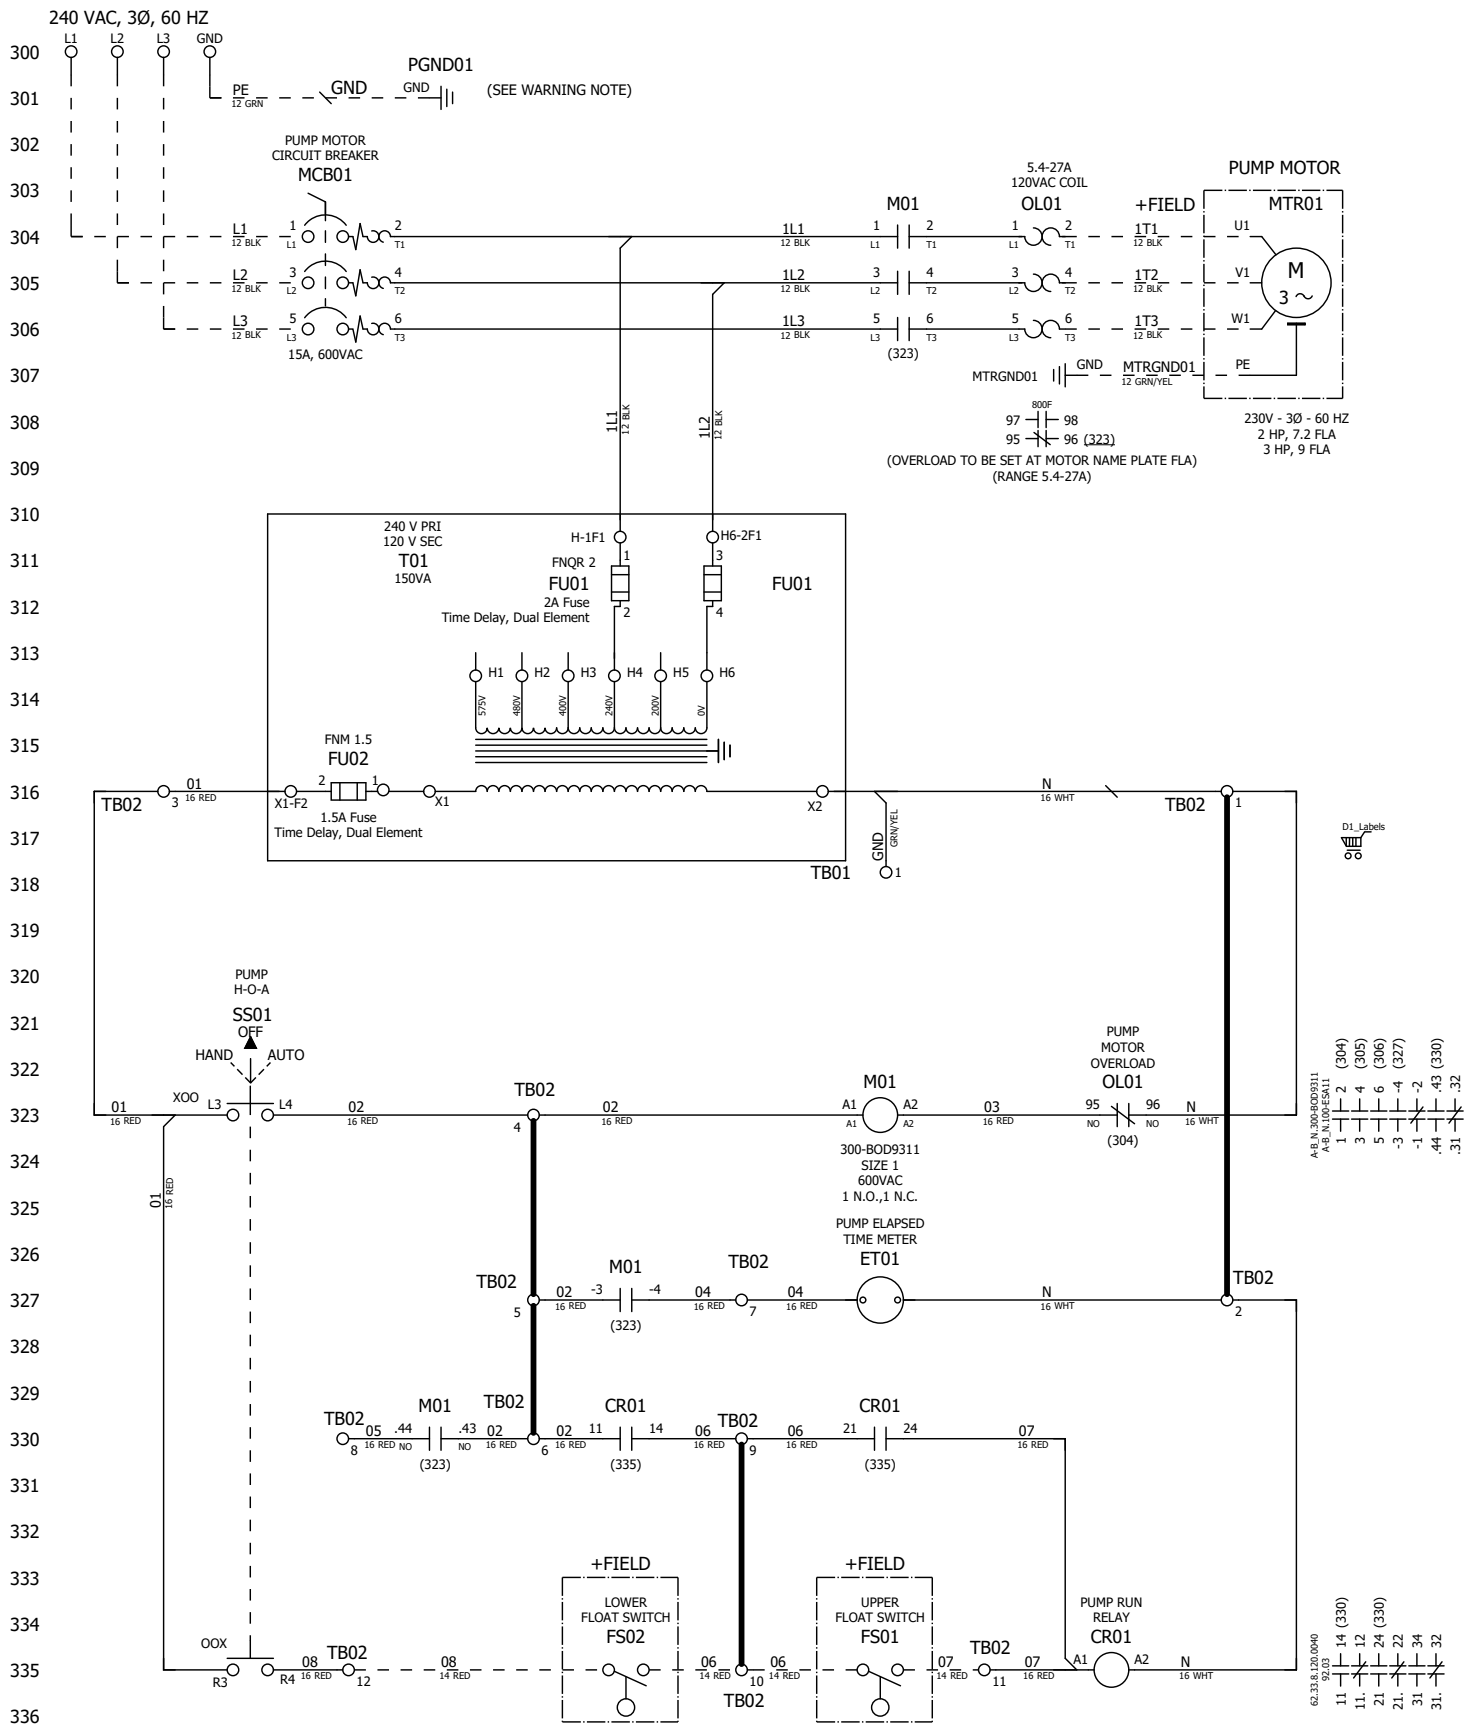 240 VAC, 3Ø, 60 HZ
L1 L2 L3 GND
300
PGND01
PE GND GND (SEE WARNING NOTE)
12 GRN
301
302
PUMP MOTOR
CIRCUIT BREAKER
MCB01
303
5.4-27A
120VAC COIL
M01 OL01 +FIELD
PUMP MOTOR
MTR01
304 L1 1 2 1L1 1 2 1 2 1T1 U1
12 BLK L1 T1 12 BLK L1 T1 L1 T1 12 BLK
305 L2 3 4 1L2 3 4 3 4 1T2 V1
12 BLK L2 T2 12 BLK L2 T2 L2 T2 12 BLK
M
3 ~
306 L3 5 6 1L3 5 6 5 6 1T3 W1
12 BLK L3 T3 12 BLK L3 T3 L3 T3 12 BLK
15A, 600VAC
(323)
307 MTRGND01 GND MTRGND01 PE
12 GRN/YEL
308 1L1 1L2
12 BLK 12 BLK
800F
97 98
95 96 (323)
(OVERLOAD TO BE SET AT MOTOR NAME PLATE FLA)
(RANGE 5.4-27A)
230V - 3Ø - 60 HZ
2 HP, 7.2 FLA
3 HP, 9 FLA
309
310
240 V PRI
120 V SEC
T01
150VA
H-1F1 H6-2F1
311
1 3
FNQR 2
FU01 FU01
2A Fuse
Time Delay, Dual Element
2 4
312
313
H1 H2 H3 H4 H5 H6
314
575V 480V 400V 240V 200V 0V
315
FNM 1.5
FU02
2 1
316 TB02 3 01 X1-F2 X1 X2 N TB02 1
16 RED 16 WHT
1.5A Fuse
Time Delay, Dual Element
317 GND
GRN/YEL
D1_Labels
TB01 1
318
319
320
PUMP
H-O-A
SS01
OFF
321
HAND AUTO
322
PUMP
MOTOR
OVERLOAD
TB02 M01 OL01
XOO
323 01 L3 L4 02 4 02 A1 A2 03 95 96 N
16 RED 16 RED 16 RED A1 A2 16 RED NO NO 16 WHT
(304)
300-BOD9311
SIZE 1
600VAC
1 N.O.,1 N.C.
A-B_N.300-BOD9311
A-B_N.100-ESA11
1 2 (304)
3 4 (305)
5 6 (306)
-3 -4 (327)
-1 -2
.44 .43 (330)
.31 .32
324
325 01
16 RED
326
PUMP ELAPSED
TIME METER
ET01
M01 TB02
327 TB02 5 02 -3 -4 04 7 04 N TB02 2
16 RED 16 RED 16 RED 16 WHT
(323)
328
329
M01 TB02 CR01 CR01
330 TB02 8 05 .44 .43 02 6 02 11 14 06 TB02 9 06 21 24 07
16 RED NO NO 16 RED 16 RED 16 RED 16 RED 16 RED
(323) (335) (335)
331
332
333
+FIELD +FIELD
334
LOWER
FLOAT SWITCH
FS02
UPPER
FLOAT SWITCH
FS01
PUMP RUN
RELAY
CR01
OOX
335 R3 R4 08 TB02 12 08 06 10 TB02 06 07 TB02 11 07 A1 A2 N
16 RED 14 RED 14 RED 14 RED 14 RED 16 RED 16 WHT
62.33.8.120.0040
92.03
11 14 (330)
11. 12
21 24 (330)
21. 22
31 34
31. 32
336